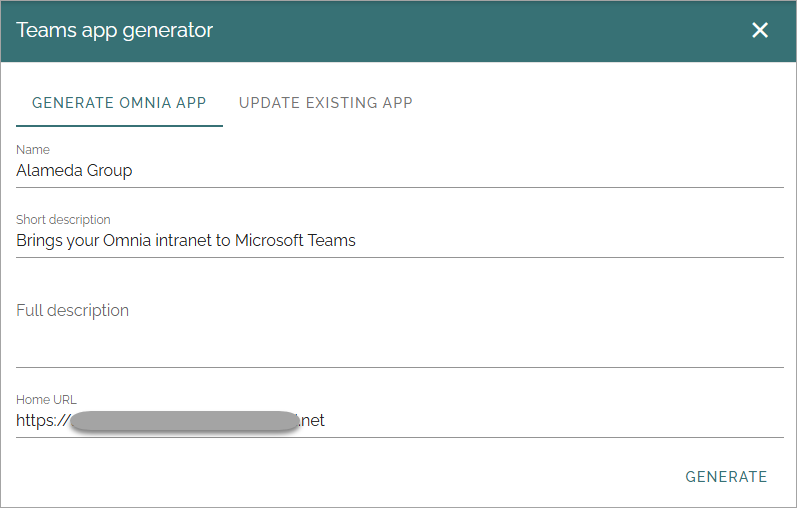 Teams app generator
GENERATE OMNIA APP UPDATE EXISTING APP
Name
Alameda Group
Short description
Brings your Omnia intranet to Microsoft Teams
Full description
Home URL
https:// .net
GENERATE